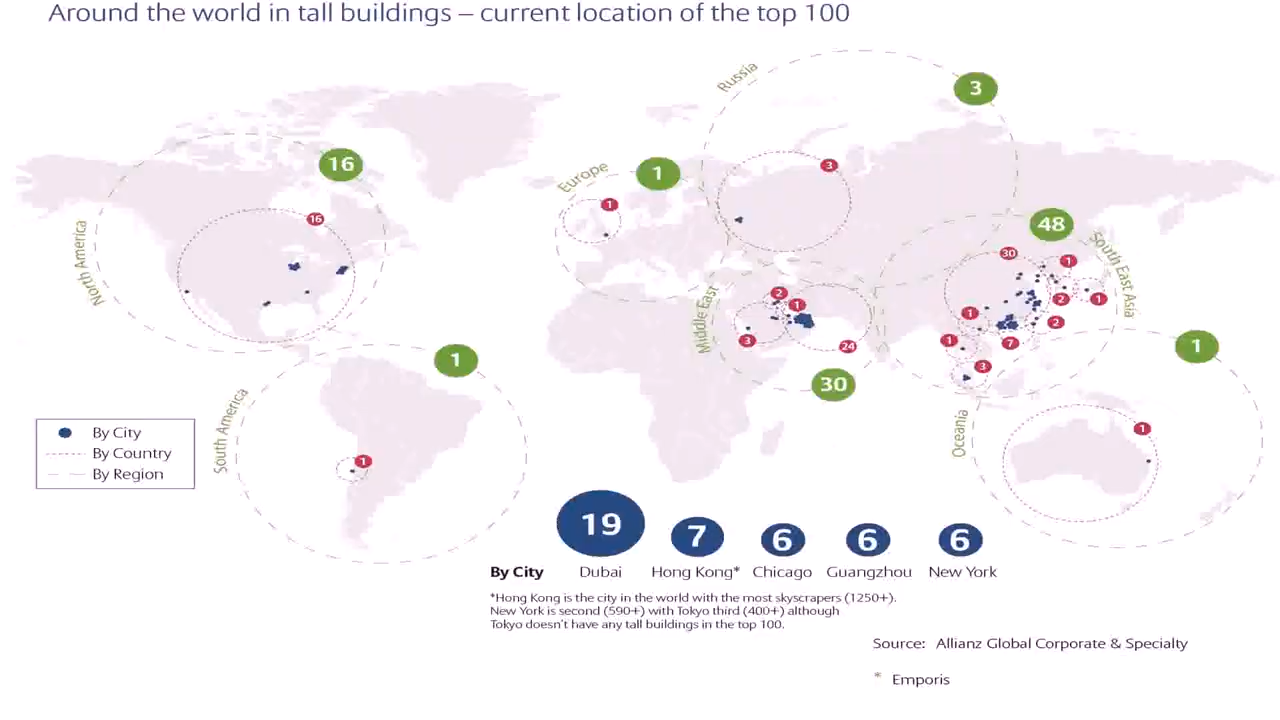 Around the world in tall buildings – current location of the top 100
Russia
3
3
Europe
1
1
16
16
North America
48
South East Asia
30
1
1
2
2
1
7
1
3
Middle East
2
1
3
24
30
South America
1
1
Oceania
1
1
By City
By Country
By Region
19
7
6
6
6
By City
Dubai
Hong Kong*
Chicago
Guangzhou
New York
*Hong Kong is the city in the world with the most skyscrapers (1250+).
New York is second (590+) with Tokyo third (400+) although
Tokyo doesn't have any tall buildings in the top 100.
Source: Allianz Global Corporate & Specialty
* Emporis